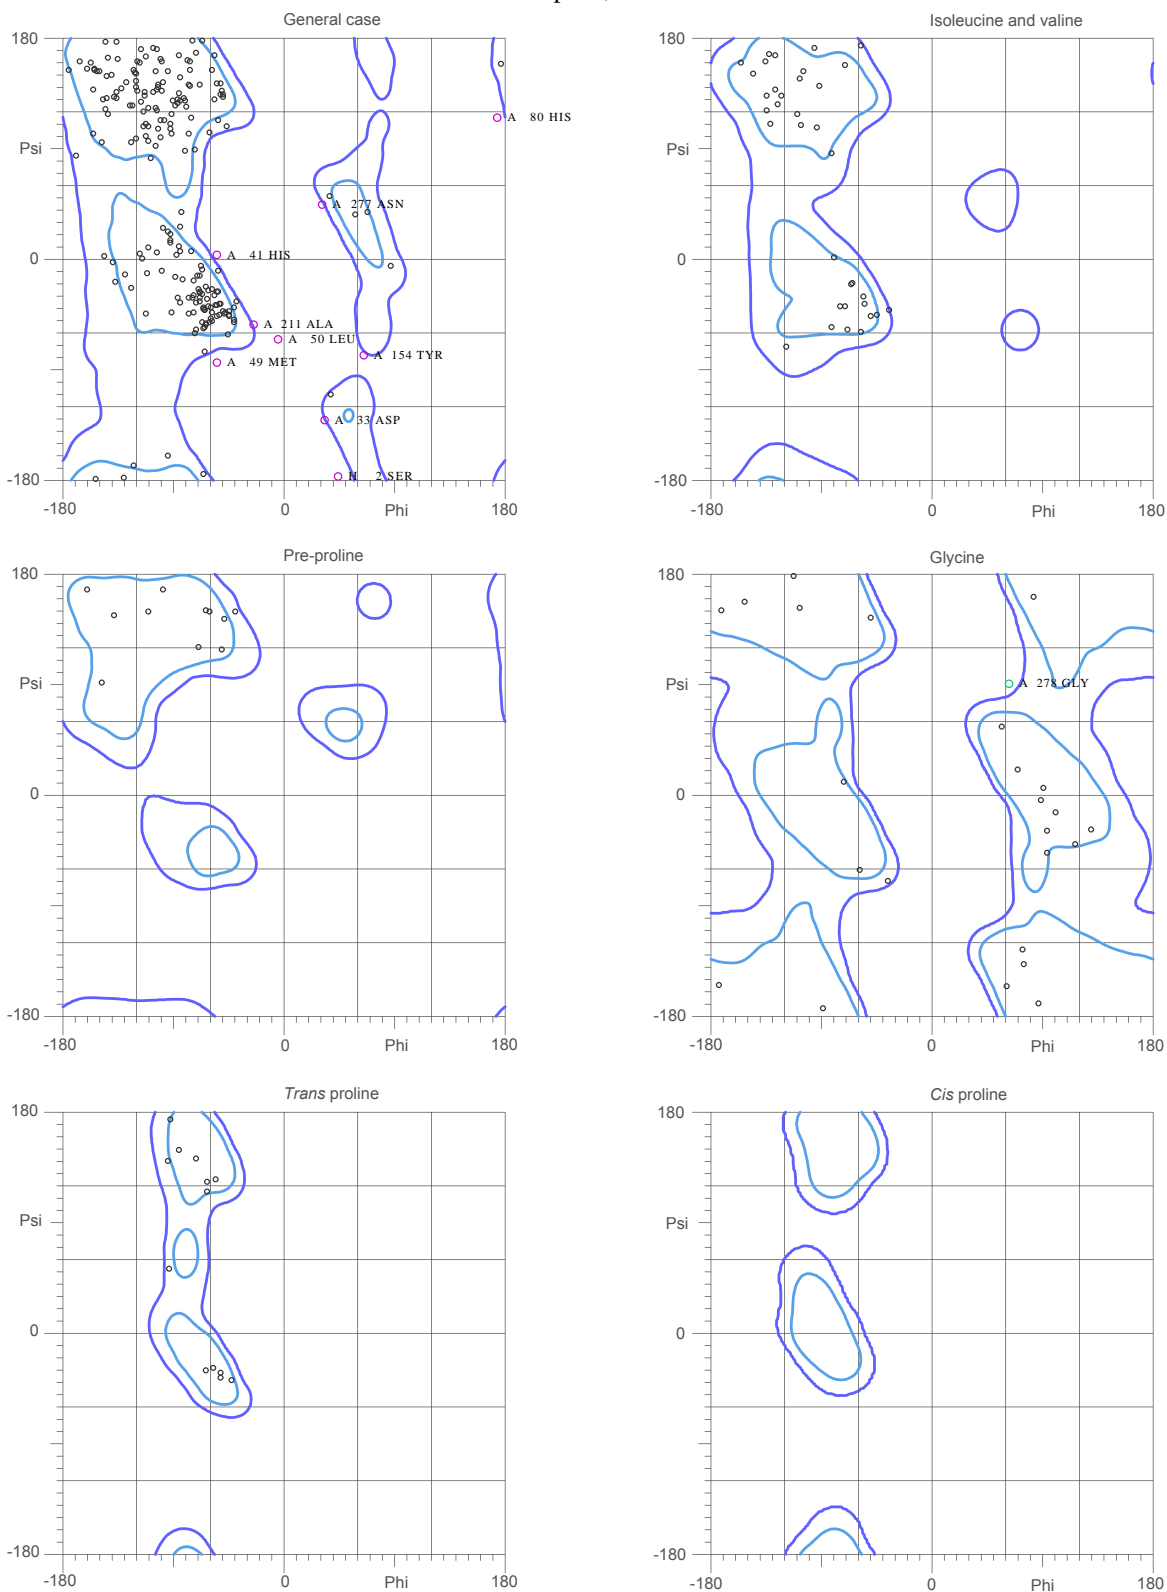 General case
Isoleucine and valine
180
Psi
0
-180
-180
0
Phi
180
A 80 HIS
A 277 ASN
A 41 HIS
A 211 ALA
A 50 LEU
A 154 TYR
A 49 MET
A 33 ASP
H 2 SER
180
Psi
0
-180
-180
0
Phi
180
Pre-proline
Glycine
180
Psi
0
-180
-180
0
Phi
180
180
Psi
0
-180
-180
0
Phi
180
A 278 GLY
Trans proline
Cis proline
180
Psi
0
-180
-180
0
Phi
180
180
Psi
0
-180
-180
0
Phi
180